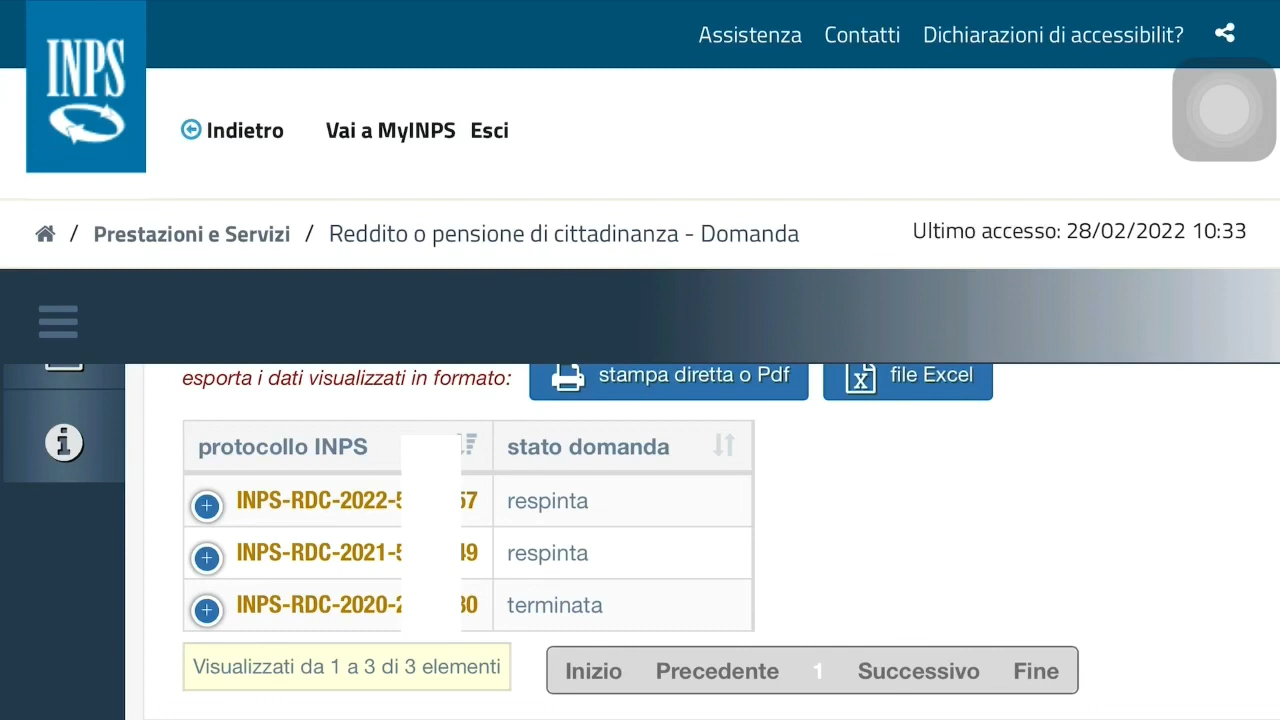 Assistenza Contatti Dichiarazioni di accessibilit?
INPS
Indietro Vai a MyINPS Esci
/ Prestazioni e Servizi / Reddito o pensione di cittadinanza - Domanda
Ultimo accesso: 28/02/2022 10:33
esporta i dati visualizzati in formato: stampa diretta o Pdf file Excel
protocollo INPS stato domanda
INPS-RDC-2022-5 57 respinta
INPS-RDC-2021-5 49 respinta
INPS-RDC-2020-2 30 terminata
Visualizzati da 1 a 3 di 3 elementi
Inizio Precedente 1 Successivo Fine